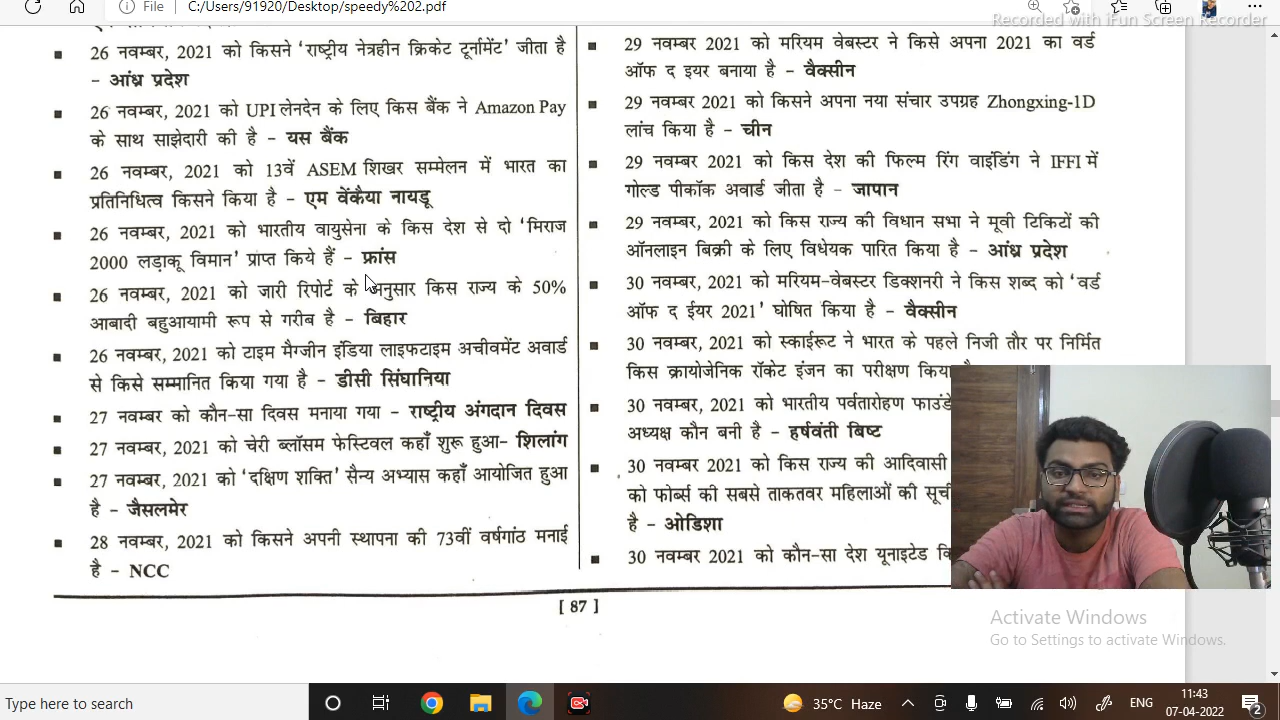 File
C:/Users/91920/Desktop/speedy%202.pdf
Recorded with iFun Screen Recorder
26 नवम्बर, 2021 को किसने 'राष्ट्रीय नेत्रहीन क्रिकेट टूर्नामेंट' जीता है
- आंध्र प्रदेश
26 नवम्बर, 2021 को UPI लेनदेन के लिए किस बैंक ने Amazon Pay
के साथ साझेदारी की है - यस बैंक
26 नवम्बर, 2021 को 13वें ASEM शिखर सम्मेलन में भारत का
प्रतिनिधित्व किसने किया है - एम वेंकैया नायडू
26 नवम्बर, 2021 को भारतीय वायुसेना के किस देश से दो 'मिराज
2000 लड़ाकू विमान' प्राप्त किये हैं - फ्रांस
26 नवम्बर, 2021 को जारी रिपोर्ट के अनुसार किस राज्य के 50%
आबादी बहुआयामी रूप से गरीब है - बिहार
26 नवम्बर, 2021 को टाइम मैग्जीन इंडिया लाइफटाइम अचीवमेंट अवार्ड
से किसे सम्मानित किया गया है - डीसी सिंघानिया
27 नवम्बर को कौन-सा दिवस मनाया गया - राष्ट्रीय अंगदान दिवस
27 नवम्बर, 2021 को चेरी ब्लॉसम फेस्टिवल कहाँ शुरू हुआ- शिलांग
27 नवम्बर, 2021 को 'दक्षिण शक्ति' सैन्य अभ्यास कहाँ आयोजित हुआ
है - जैसलमेर
28 नवम्बर, 2021 को किसने अपनी स्थापना की 73वीं वर्षगांठ मनाई
है - NCC
29 नवम्बर 2021 को मरियम वेबस्टर ने किसे अपना 2021 का वर्ड
ऑफ द इयर बनाया है - वैक्सीन
29 नवम्बर 2021 को किसने अपना नया संचार उपग्रह Zhongxing-1D
लांच किया है - चीन
29 नवम्बर 2021 को किस देश की फिल्म रिंग वाइंडिंग ने IFFI में
गोल्ड पीकॉक अवार्ड जीता है - जापान
29 नवम्बर, 2021 को किस राज्य की विधान सभा ने मूवी टिकिटों की
ऑनलाइन बिक्री के लिए विधेयक पारित किया है - आंध्र प्रदेश
30 नवम्बर, 2021 को मरियम-वेबस्टर डिक्शनरी ने किस शब्द को 'वर्ड
ऑफ द ईयर 2021' घोषित किया है - वैक्सीन
30 नवम्बर, 2021 को स्काईरूट ने भारत के पहले निजी तौर पर निर्मित
किस क्रायोजेनिक रॉकेट इंजन का परीक्षण किया
30 नवम्बर, 2021 को भारतीय पर्वतारोहण
अध्यक्ष कौन बनी है - हर्षवंती बिष्ट
30 नवम्बर 2021 को किस राज्य की आदिवासी
को फोर्ब्स की सबसे ताकतवर महिलाओं की सूची
है - ओडिशा
30 नवम्बर 2021 को कौन-सा देश यूनाइटेड
[ 87 ]
Activate Windows
Go to Settings to activate Windows.
Type here to search
35°C Haze
ENG
11:43
07-04-2022
2